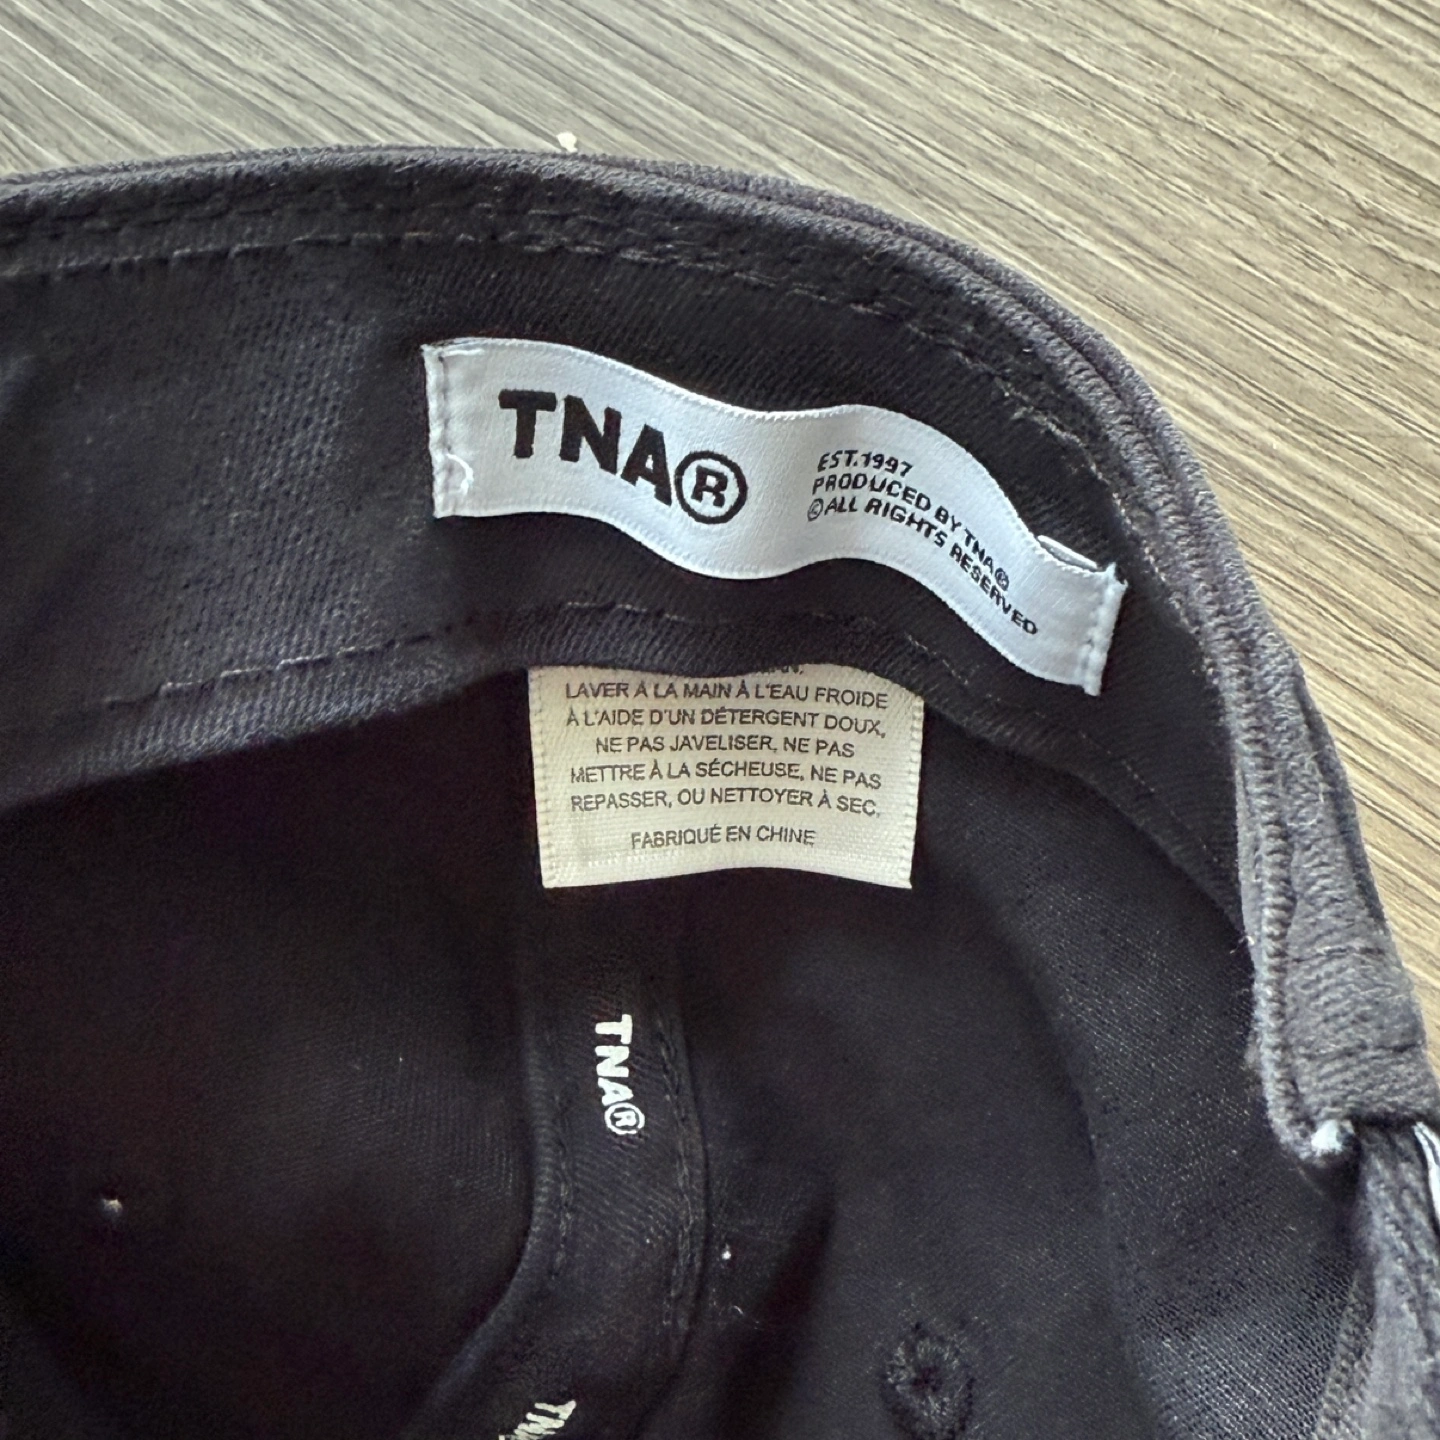 TNA®
EST.1997
PRODUCED BY TNA®
©ALL RIGHTS RESERVED
LAVER À LA MAIN À L'EAU FROIDE
À L'AIDE D'UN DÉTERGENT DOUX,
NE PAS JAVELISER, NE PAS
METTRE À LA SÉCHEUSE, NE PAS
REPASSER, OU NETTOYER À SEC.
FABRIQUÉ EN CHINE
TNA®